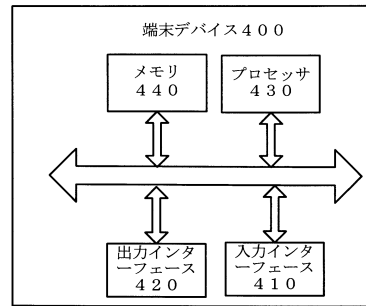 端末デバイス４００
メモリ
４４０
プロセッサ
４３０
出力インタ
ーフェース
４２０
入力インタ
ーフェース
４１０